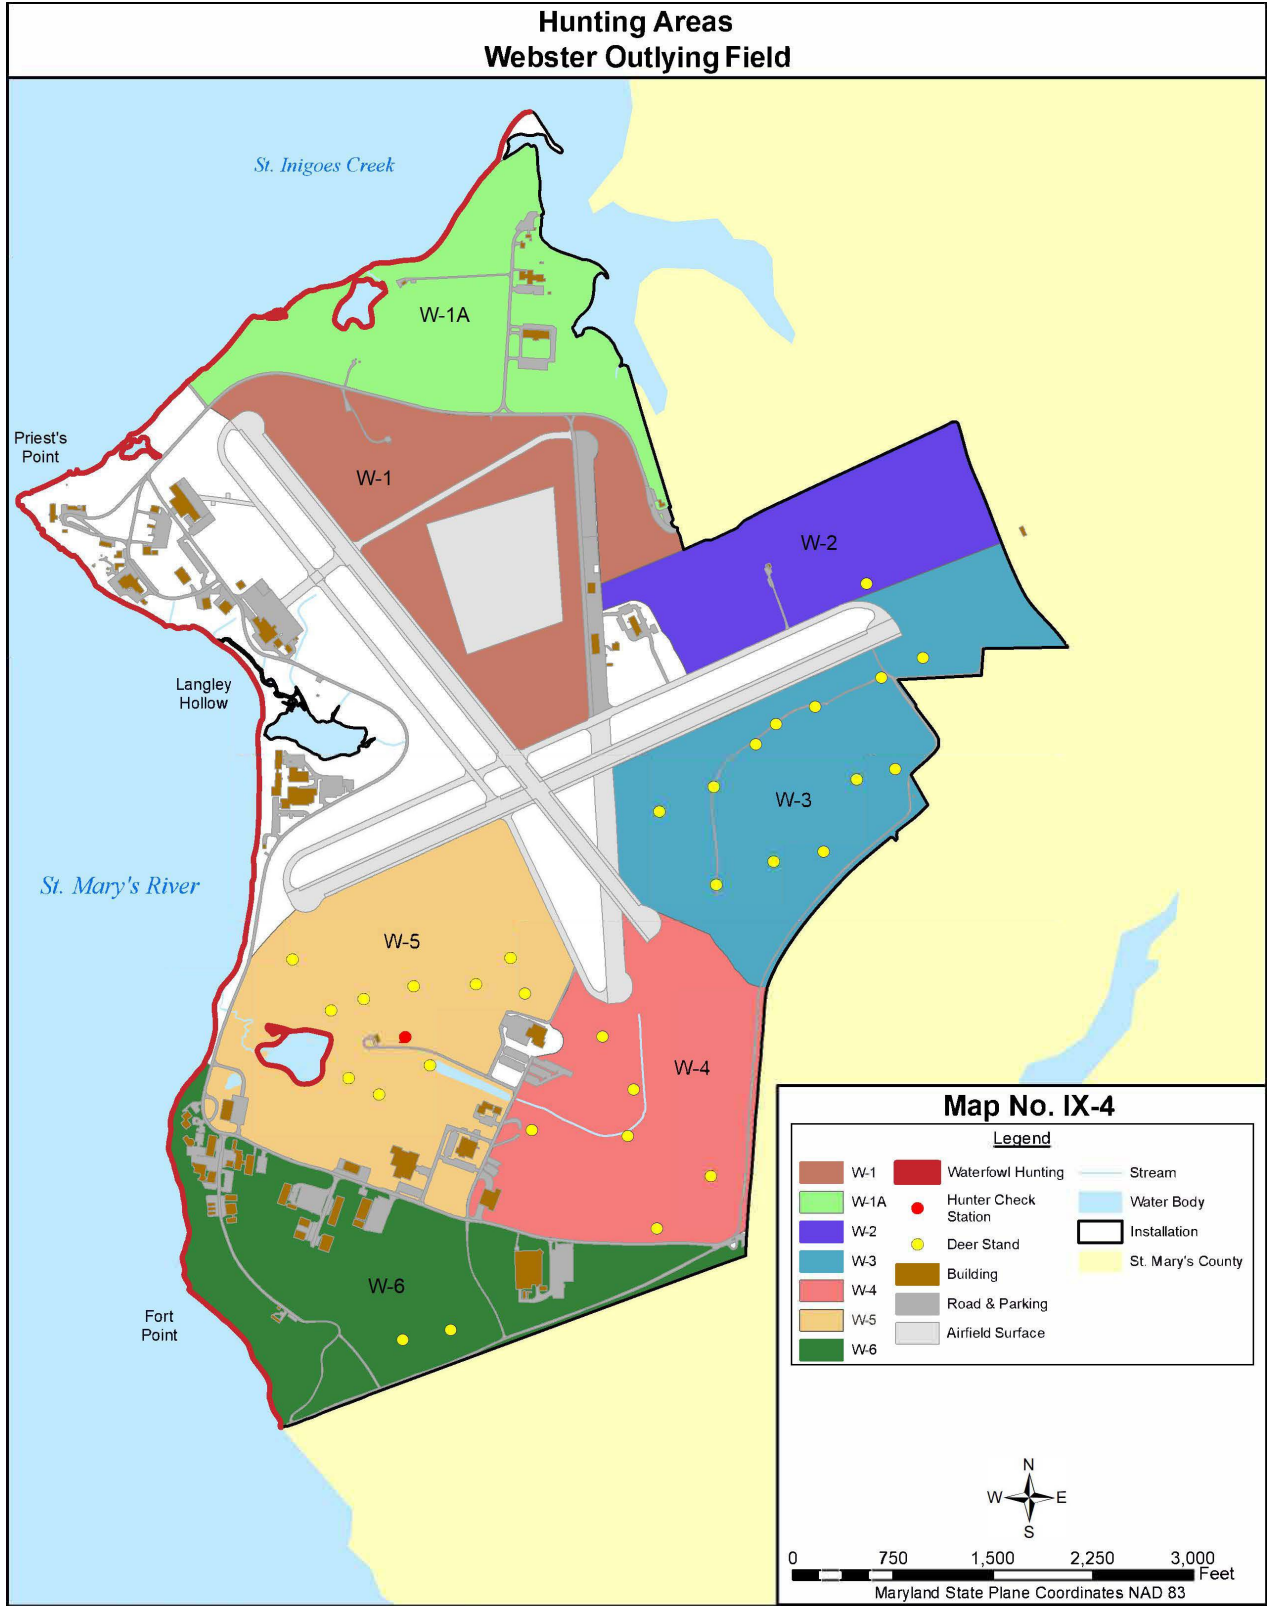 Hunting Areas
Webster Outlying Field
St. Inigoes Creek
W-1A
Priest's
Point
W-1
W-2
Langley
Hollow
W-3
St. Mary's River
W-5
W-4
W-6
Fort
Point
Map No. IX-4
Legend
W-1
W-1A
W-2
W-3
W-4
W-5
W-6
Waterfowl Hunting
Hunter Check
Station
Deer Stand
Building
Road & Parking
Airfield Surface
Stream
Water Body
Installation
St. Mary's County
N
W E
S
0 750 1,500 2,250 3,000
Feet
Maryland State Plane Coordinates NAD 83